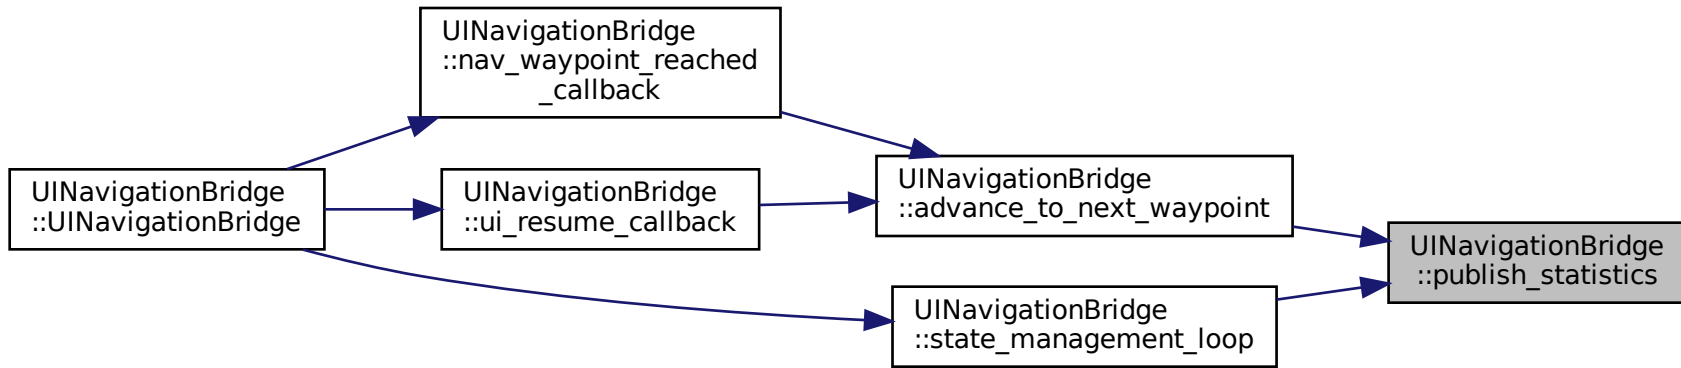 UINavigationBridge
::nav_waypoint_reached
_callback
UINavigationBridge
::UINavigationBridge
UINavigationBridge
::ui_resume_callback
UINavigationBridge
::advance_to_next_waypoint
UINavigationBridge
::publish_statistics
UINavigationBridge
::state_management_loop